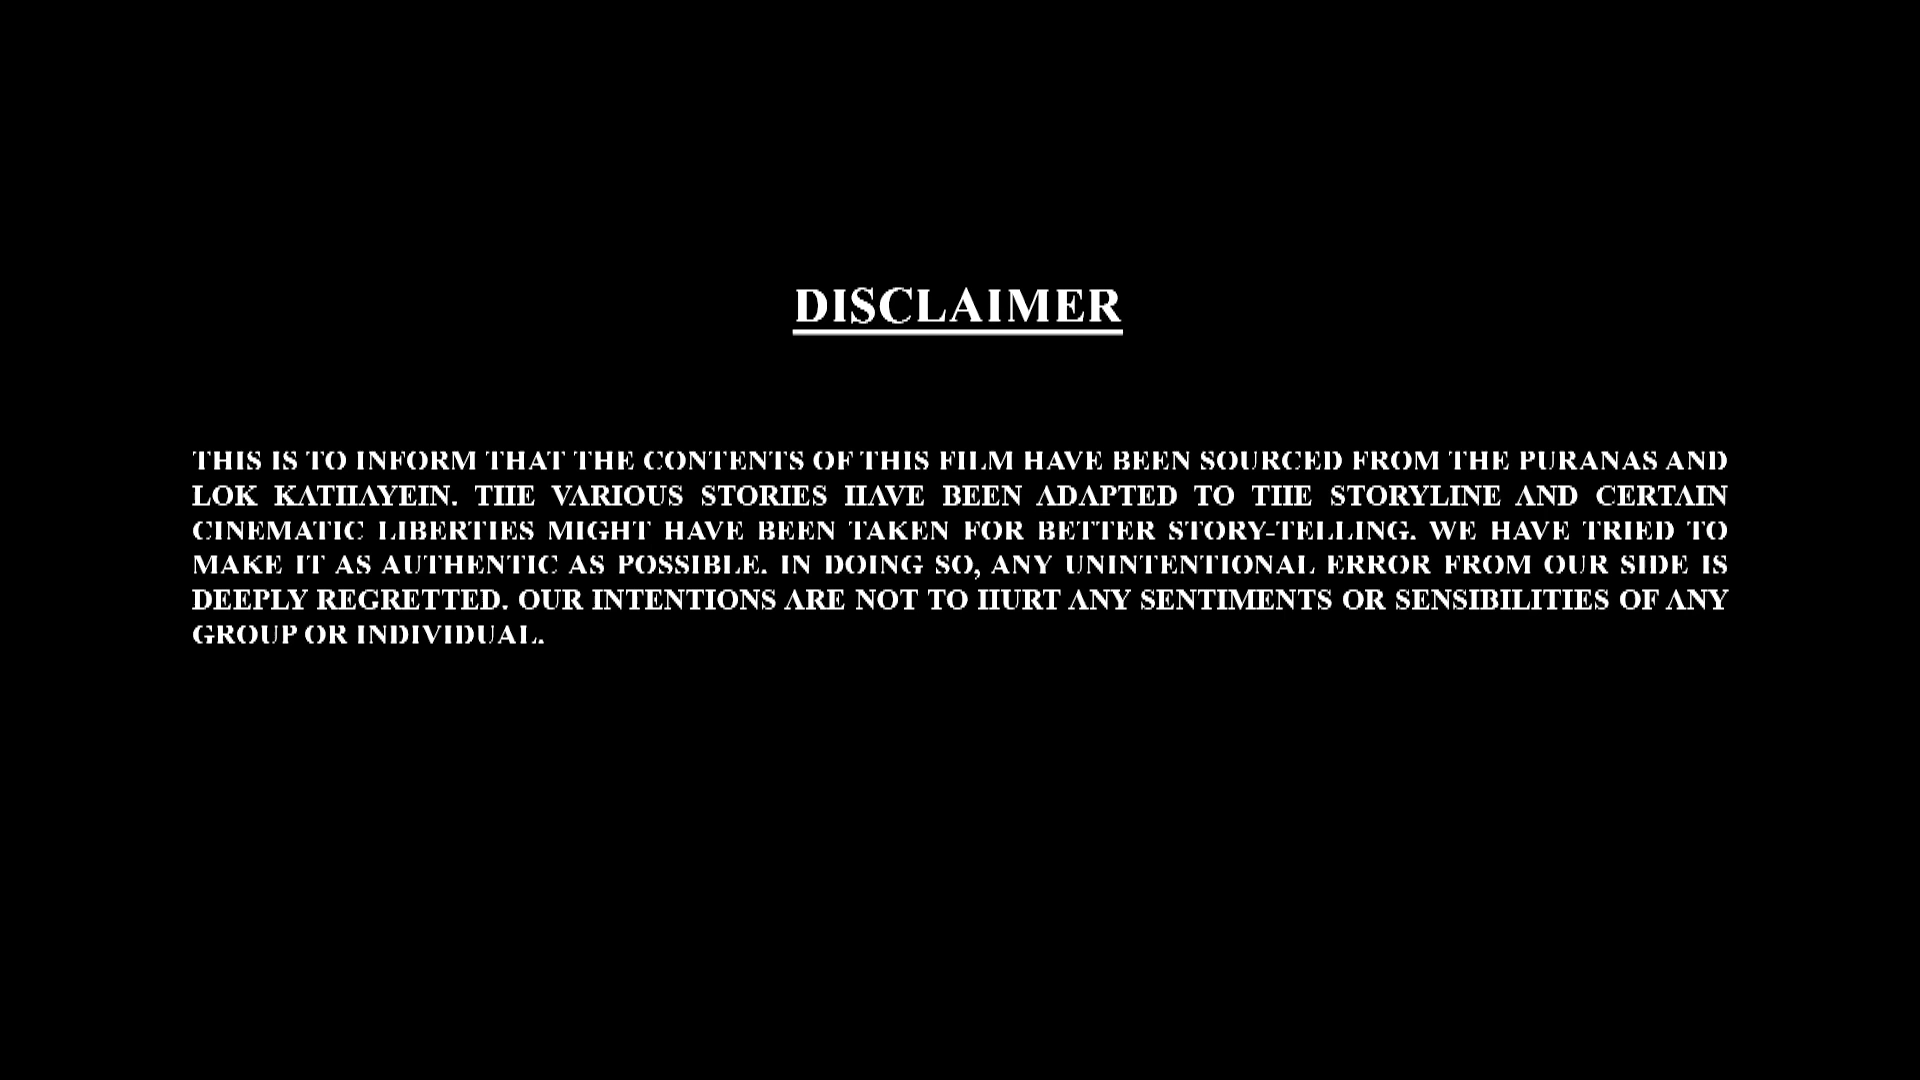 DISCLAIMER
THIS IS TO INFORM THAT THE CONTENTS OF THIS FILM HAVE BEEN SOURCED FROM THE PURANAS AND
LOK KATHAYEIN. THE VARIOUS STORIES HAVE BEEN ADAPTED TO THE STORYLINE AND CERTAIN
CINEMATIC LIBERTIES MIGHT HAVE BEEN TAKEN FOR BETTER STORY-TELLING. WE HAVE TRIED TO
MAKE IT AS AUTHENTIC AS POSSIBLE. IN DOING SO, ANY UNINTENTIONAL ERROR FROM OUR SIDE IS
DEEPLY REGRETTED. OUR INTENTIONS ARE NOT TO HURT ANY SENTIMENTS OR SENSIBILITIES OF ANY
GROUP OR INDIVIDUAL.